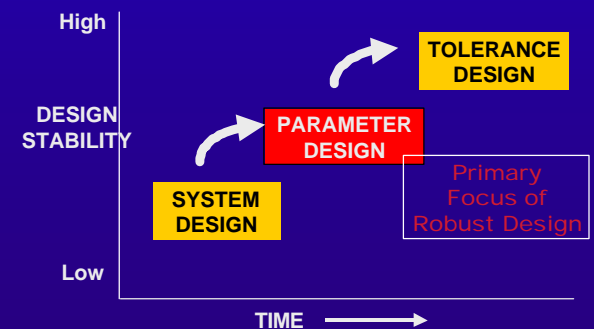 High
TOLERANCE
DESIGN
DESIGN
STABILITY
PARAMETER
DESIGN
Primary
Focus of
Robust Design
SYSTEM
DESIGN
Low
TIME